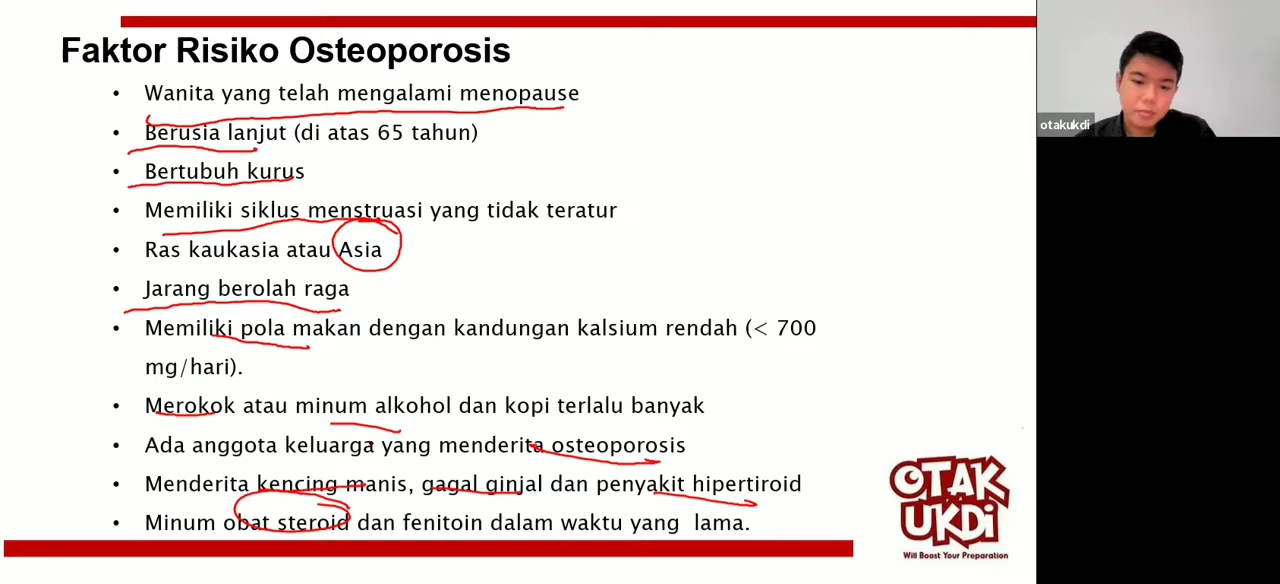 Faktor Risiko Osteoporosis
• Wanita yang telah mengalami menopause
• Berusia lanjut (di atas 65 tahun)
• Bertubuh kurus
• Memiliki siklus menstruasi yang tidak teratur
• Ras kaukasia atau Asia
• Jarang berolah raga
• Memiliki pola makan dengan kandungan kalsium rendah (< 700
mg/hari).
• Merokok atau minum alkohol dan kopi terlalu banyak
• Ada anggota keluarga yang menderita osteoporosis
• Menderita kencing manis, gagal ginjal dan penyakit hipertiroid
• Minum obat steroid dan fenitoin dalam waktu yang lama.
otakukdi
OTAK
UKDi
Will Boost Your Preparation